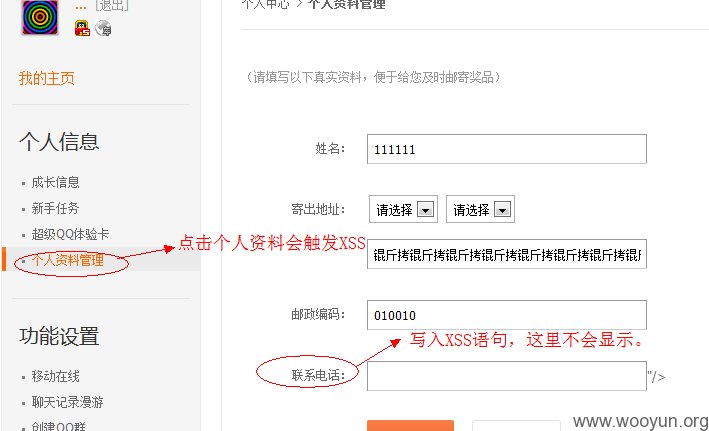 ... [退出]
个人中心 > 个人资料管理
我的主页
（请填写以下真实资料，便于给您及时邮寄奖品）
个人信息
姓名：
111111
成长信息
新手任务
寄出地址：
请选择
请选择
超级QQ体验卡
点击个人资料会触发XSS
个人资料管理
锟斤拷锟斤拷锟斤拷锟斤拷锟斤拷锟斤拷锟斤拷锟
邮政编码：
010010
功能设置
写入XSS语句，这里不会显示。
移动在线
联系电话：
"/>
聊天记录漫游
创建QQ群
www.wooyun.org